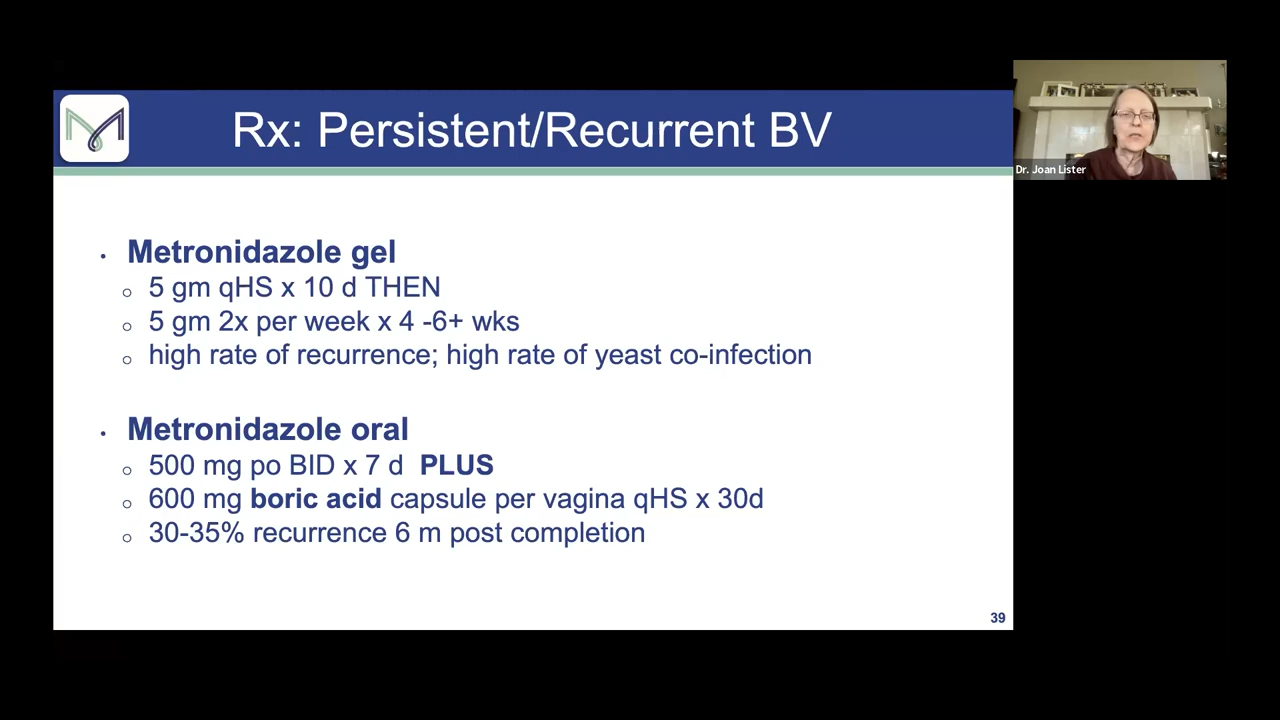 Rx: Persistent/Recurrent BV
Dr. Joan Lister
• Metronidazole gel
o 5 gm qHS x 10 d THEN
o 5 gm 2x per week x 4 -6+ wks
o high rate of recurrence; high rate of yeast co-infection
• Metronidazole oral
o 500 mg po BID x 7 d PLUS
o 600 mg boric acid capsule per vagina qHS x 30d
o 30-35% recurrence 6 m post completion
39